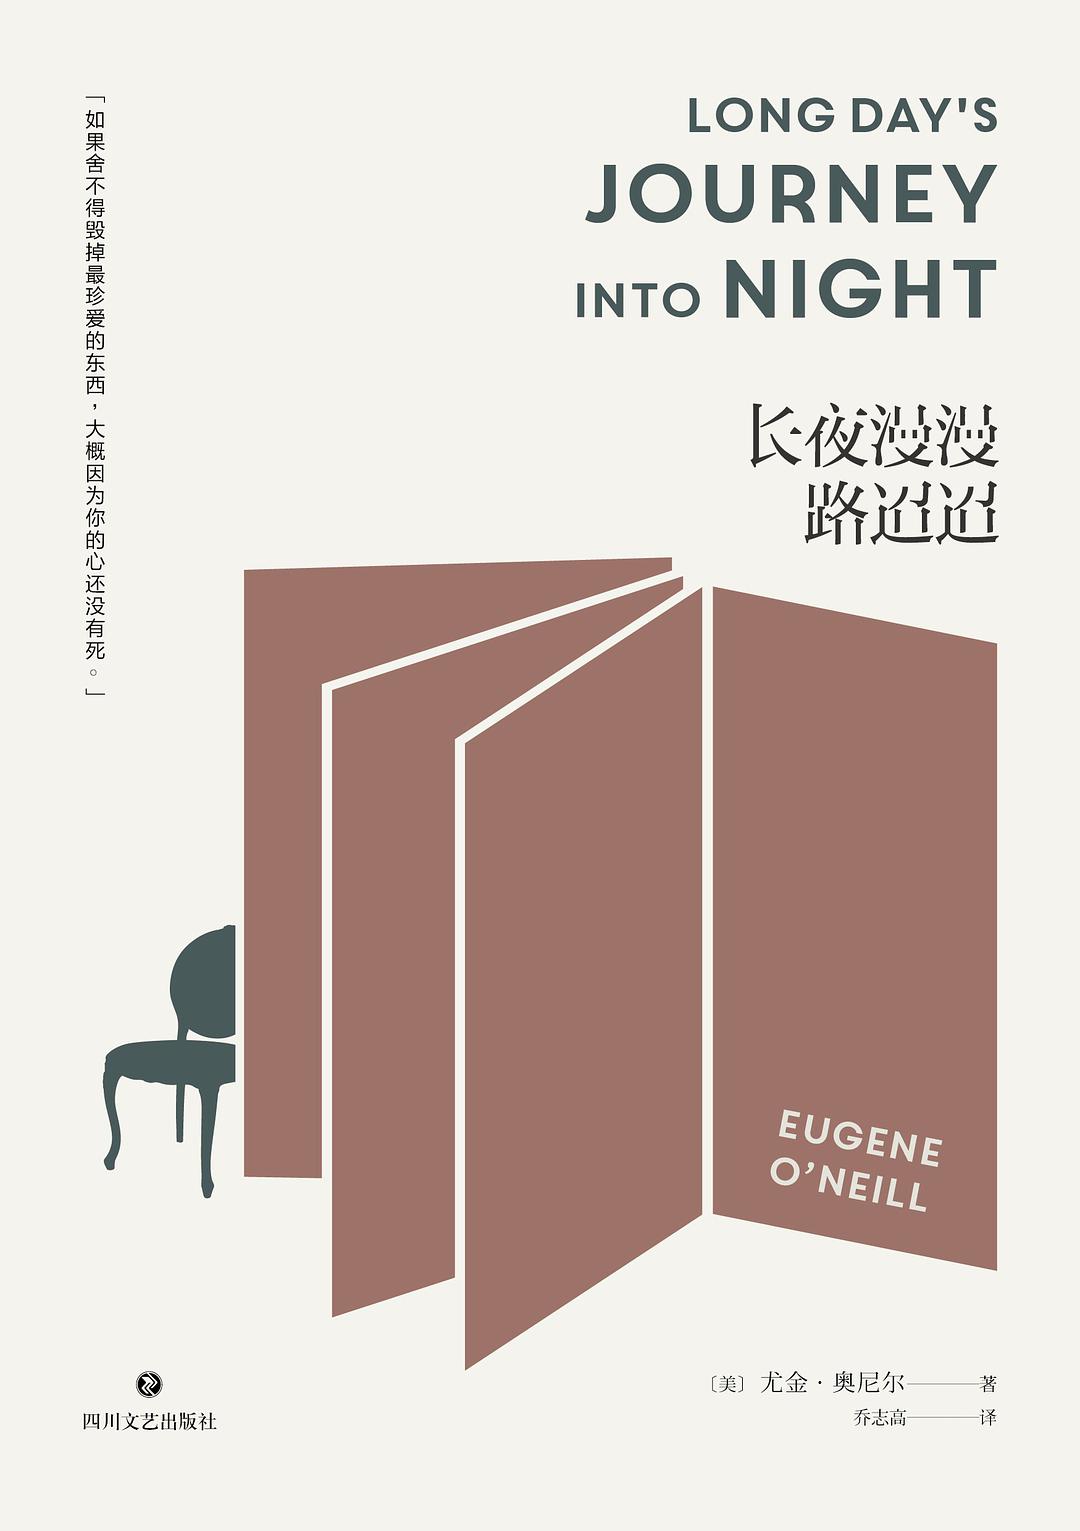 「如果舍不得毁掉最珍爱的东西，大概因为你的心还没有死。」
LONG DAY'S
JOURNEY
INTO NIGHT
长夜漫漫
路迢迢
EUGENE
O’NEILL
〔美〕尤金·奥尼尔————著
乔志高————译
四川文艺出版社